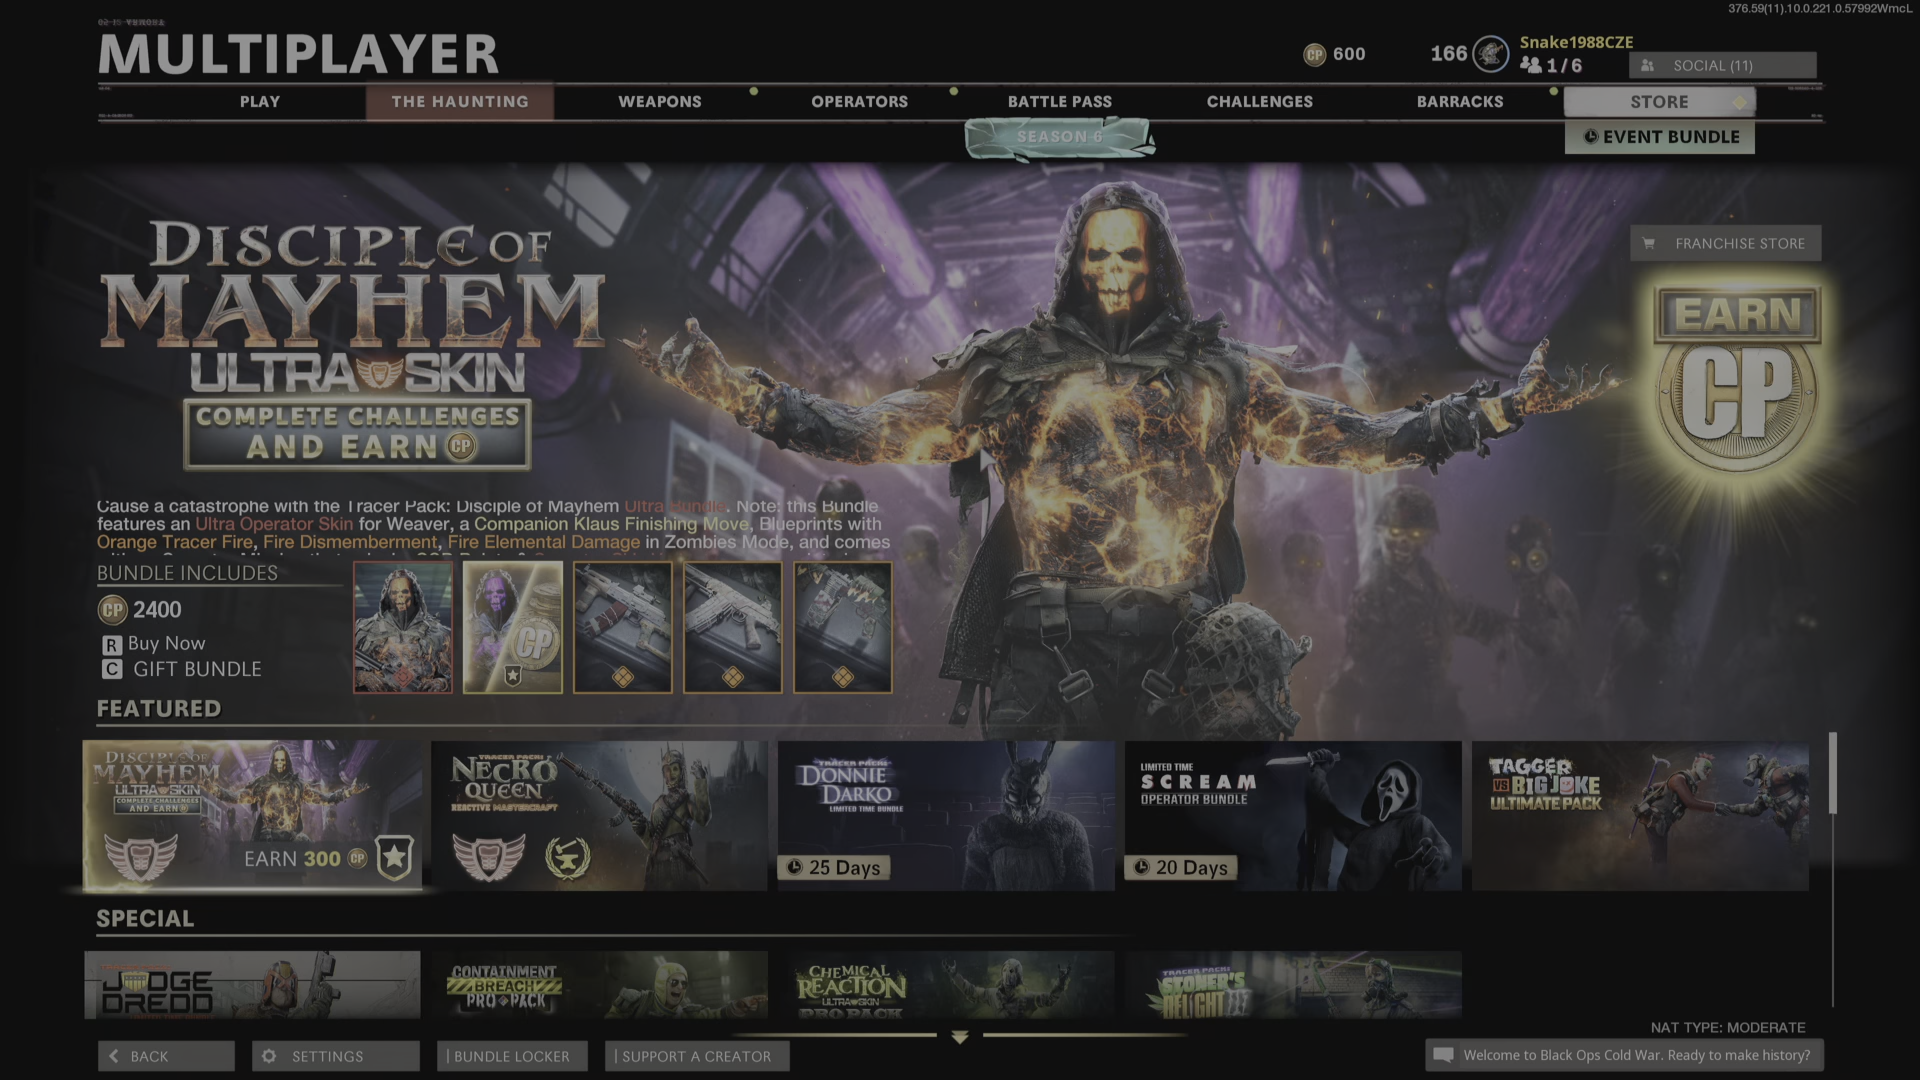 376.59(11).10.0.221.0.57992WmcL
MULTIPLAYER
CP 600
166
Snake1988CZE
1 / 6
SOCIAL (11)
PLAY
THE HAUNTING
WEAPONS
OPERATORS
BATTLE PASS
CHALLENGES
BARRACKS
STORE
SEASON 6
EVENT BUNDLE
DISCIPLE OF
MAYHEM
ULTRA SKIN
COMPLETE CHALLENGES
AND EARN CP
FRANCHISE STORE
EARN
CP
Cause a catastrophe with the Tracer Pack: Disciple of Mayhem Ultra Bundle. Note: this Bundle
features an Ultra Operator Skin for Weaver, a Companion Klaus Finishing Move, Blueprints with
Orange Tracer Fire, Fire Dismemberment, Fire Elemental Damage in Zombies Mode, and comes
BUNDLE INCLUDES
CP 2400
R Buy Now
C GIFT BUNDLE
CP
FEATURED
DISCIPLE OF
MAYHEM
ULTRA SKIN
COMPLETE CHALLENGES
AND EARN
EARN 300 CP
TRACER PACK:
NECRO
QUEEN
REACTIVE MASTERCRAFT
TRACER PACK:
DONNIE
DARKO
LIMITED TIME BUNDLE
25 Days
LIMITED TIME
SCREAM
OPERATOR BUNDLE
20 Days
TAGGER
VS BIG JOKE
ULTIMATE PACK
SPECIAL
JUDGE
DREDD
CONTAINMENT
BREACH
PRO PACK
CHEMICAL
REACTION
ULTRA SKIN
PRO PACK
TRACER PACK:
STONER'S
DELIGHT III
NAT TYPE: MODERATE
BACK
SETTINGS
BUNDLE LOCKER
SUPPORT A CREATOR
Welcome to Black Ops Cold War. Ready to make history?